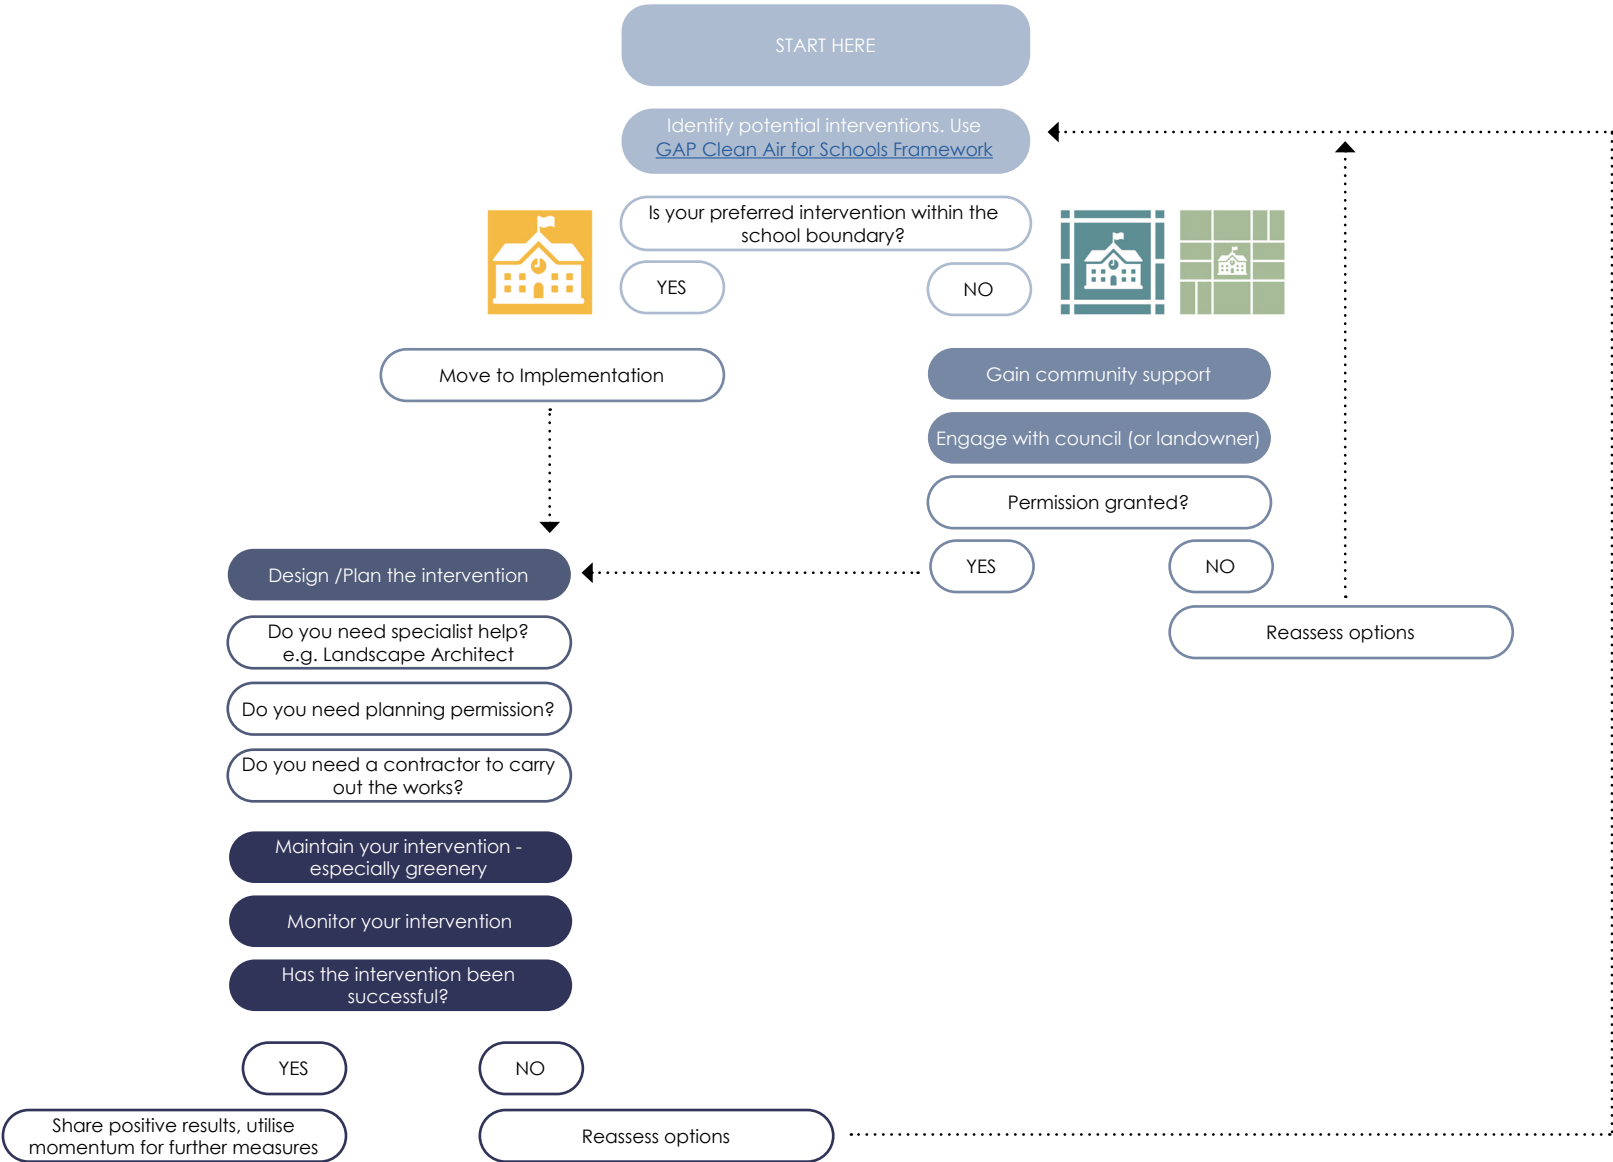 START HERE
Identify potential interventions. Use
GAP Clean Air for Schools Framework
Is your preferred intervention within the
school boundary?
YES
NO
Move to Implementation
Gain community support
Engage with council (or landowner)
Permission granted?
YES
NO
Reassess options
Design /Plan the intervention
Do you need specialist help?
e.g. Landscape Architect
Do you need planning permission?
Do you need a contractor to carry
out the works?
Maintain your intervention -
especially greenery
Monitor your intervention
Has the intervention been
successful?
YES
NO
Share positive results, utilise
momentum for further measures
Reassess options